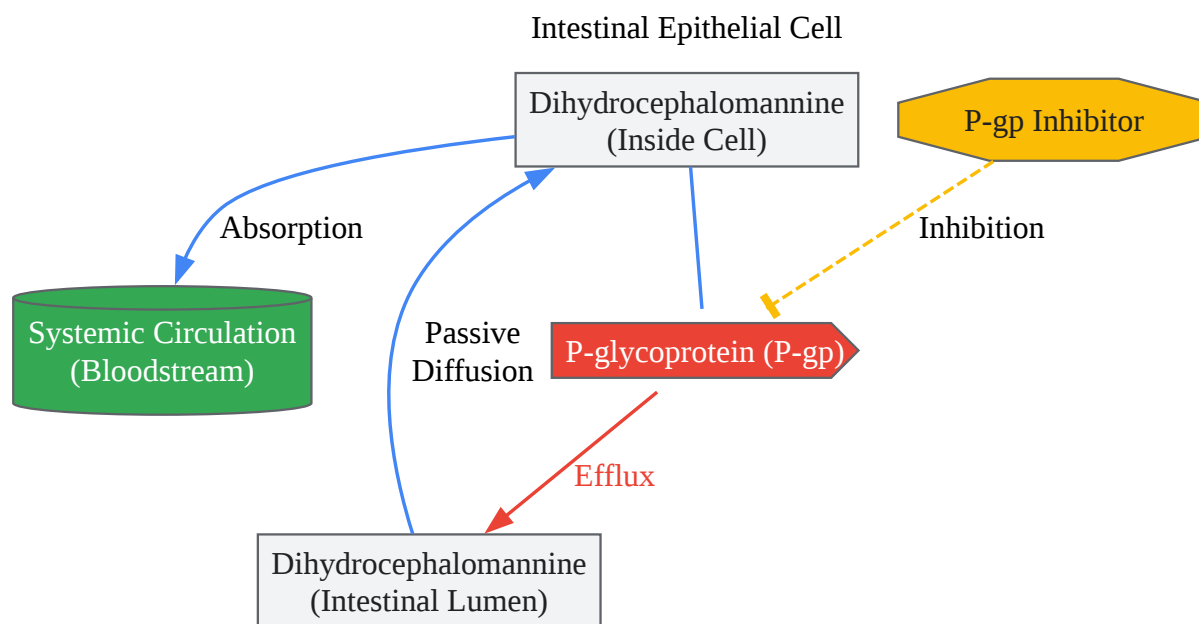 Intestinal Epithelial Cell
Dihydrocephalomannine
(Inside Cell)
P-gp Inhibitor
Absorption
Inhibition
Systemic Circulation
(Bloodstream)
Passive
Diffusion
P-glycoprotein (P-gp)
Efflux
Dihydrocephalomannine
(Intestinal Lumen)